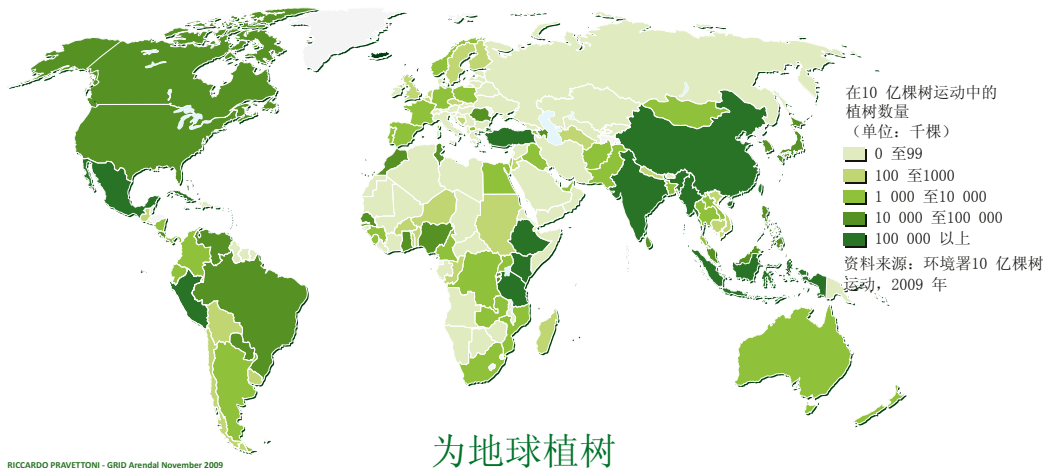 在10 亿棵树运动中的
植树数量
（单位：千棵）
0 至99
100 至1000
1 000 至10 000
10 000 至100 000
100 000 以上
资料来源：环境署10 亿棵树
运动，2009 年
为地球植树
RICCARDO PRAVETTONI - GRID Arendal November 2009